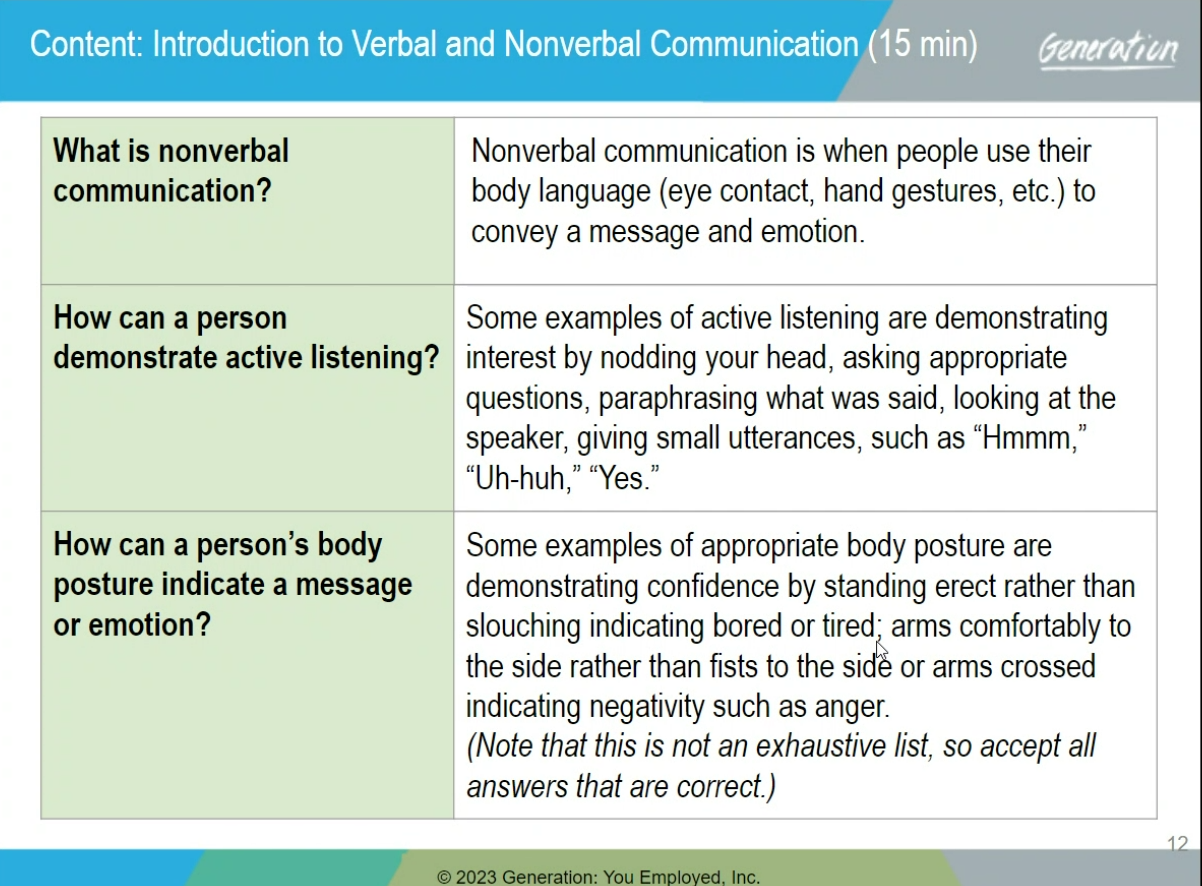 Content: Introduction to Verbal and Nonverbal Communication (15 min)
Generation
What is nonverbal
communication?
Nonverbal communication is when people use their
body language (eye contact, hand gestures, etc.) to
convey a message and emotion.
How can a person
demonstrate active listening?
Some examples of active listening are demonstrating
interest by nodding your head, asking appropriate
questions, paraphrasing what was said, looking at the
speaker, giving small utterances, such as “Hmmm,”
“Uh-huh,” “Yes.”
How can a person’s body
posture indicate a message
or emotion?
Some examples of appropriate body posture are
demonstrating confidence by standing erect rather than
slouching indicating bored or tired; arms comfortably to
the side rather than fists to the side or arms crossed
indicating negativity such as anger.
(Note that this is not an exhaustive list, so accept all
answers that are correct.)
12
© 2023 Generation: You Employed, Inc.